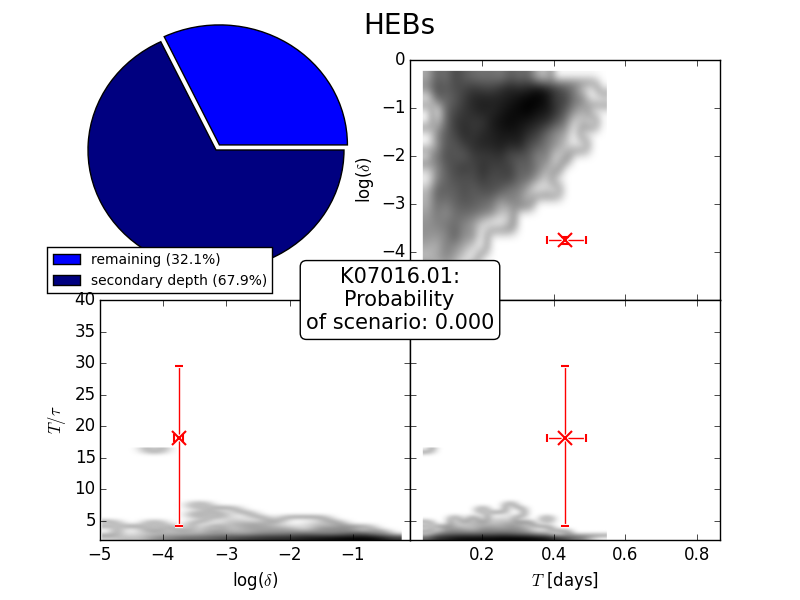 HEBs
remaining (32.1%)
secondary depth (67.9%)
0
−1
−2
−3
−4
log(δ)
K07016.01:
Probability
of scenario: 0.000
40
35
30
25
20
15
10
5
T/τ
−5 −4 −3 −2 −1
log(δ)
0.2 0.4 0.6 0.8
T [days]